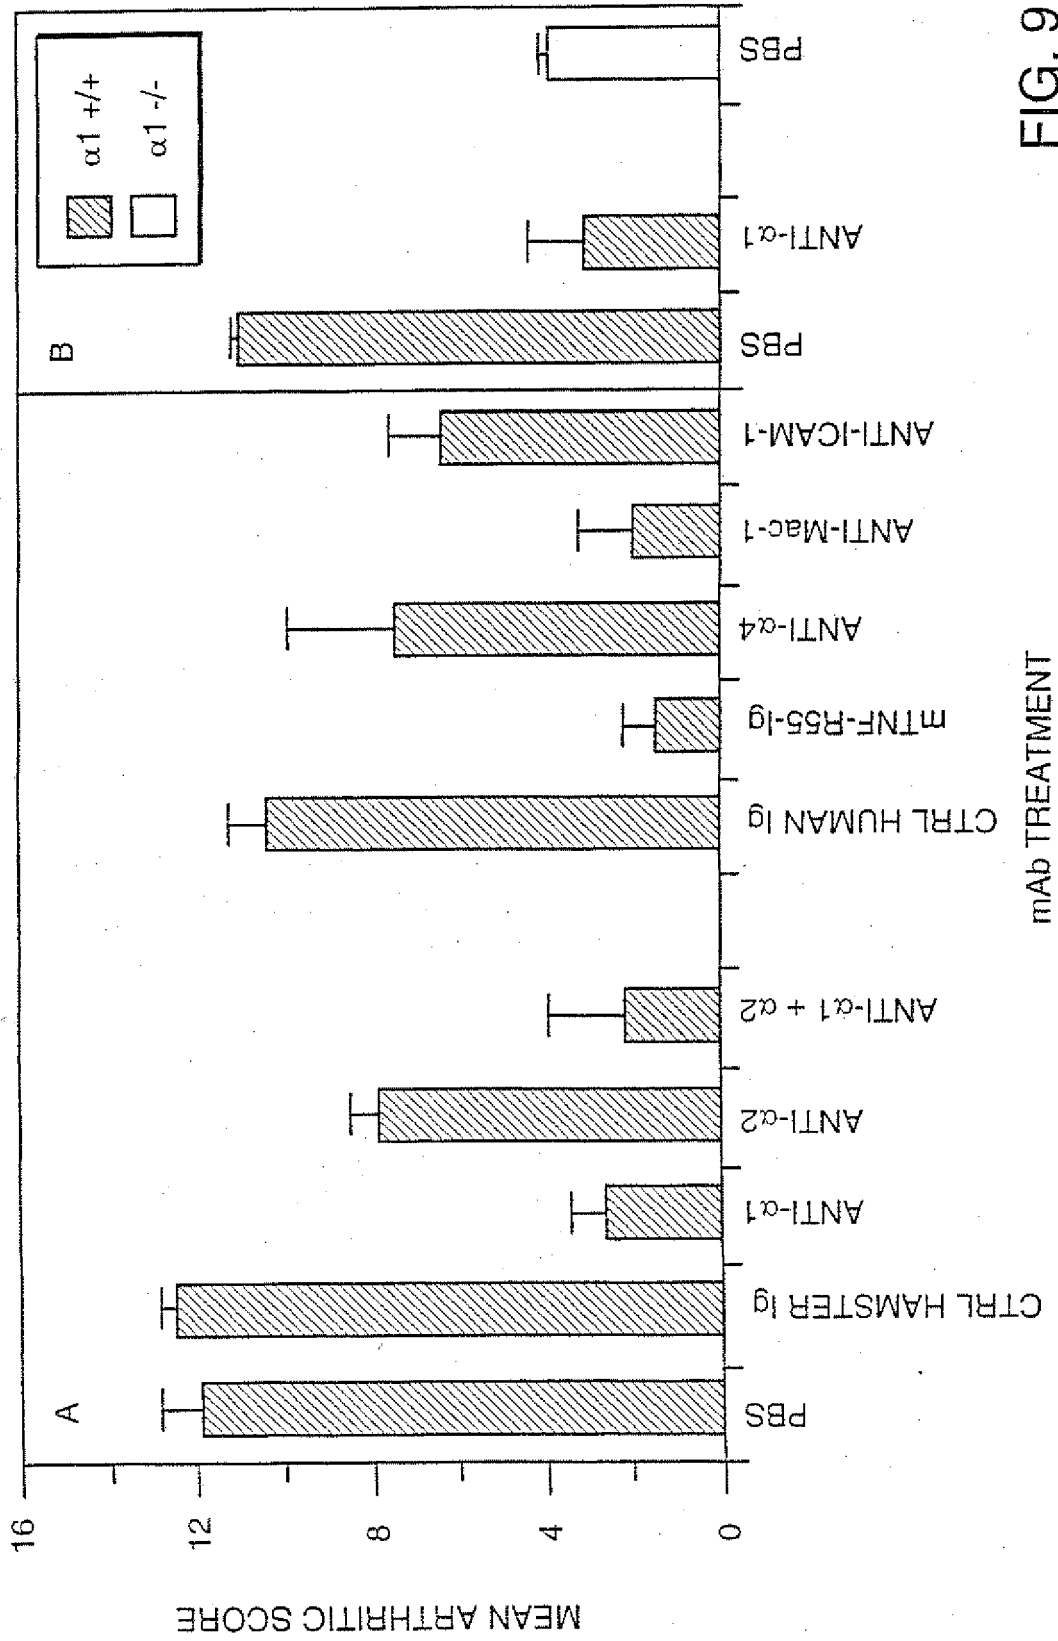 MEAN ARTHRITIC SCORE
16
12
8
4
0
A
B
α1 +/+
α1 -/-
PBS
CTRL HAMSTER Ig
ANTI-α1
ANTI-α2
ANTI-α1 + α2
CTRL HUMAN Ig
mTNF-R55-Ig
ANTI-α4
ANTI-Mac-1
ANTI-ICAM-1
PBS
ANTI-α1
PBS
mAb TREATMENT
FIG. 9